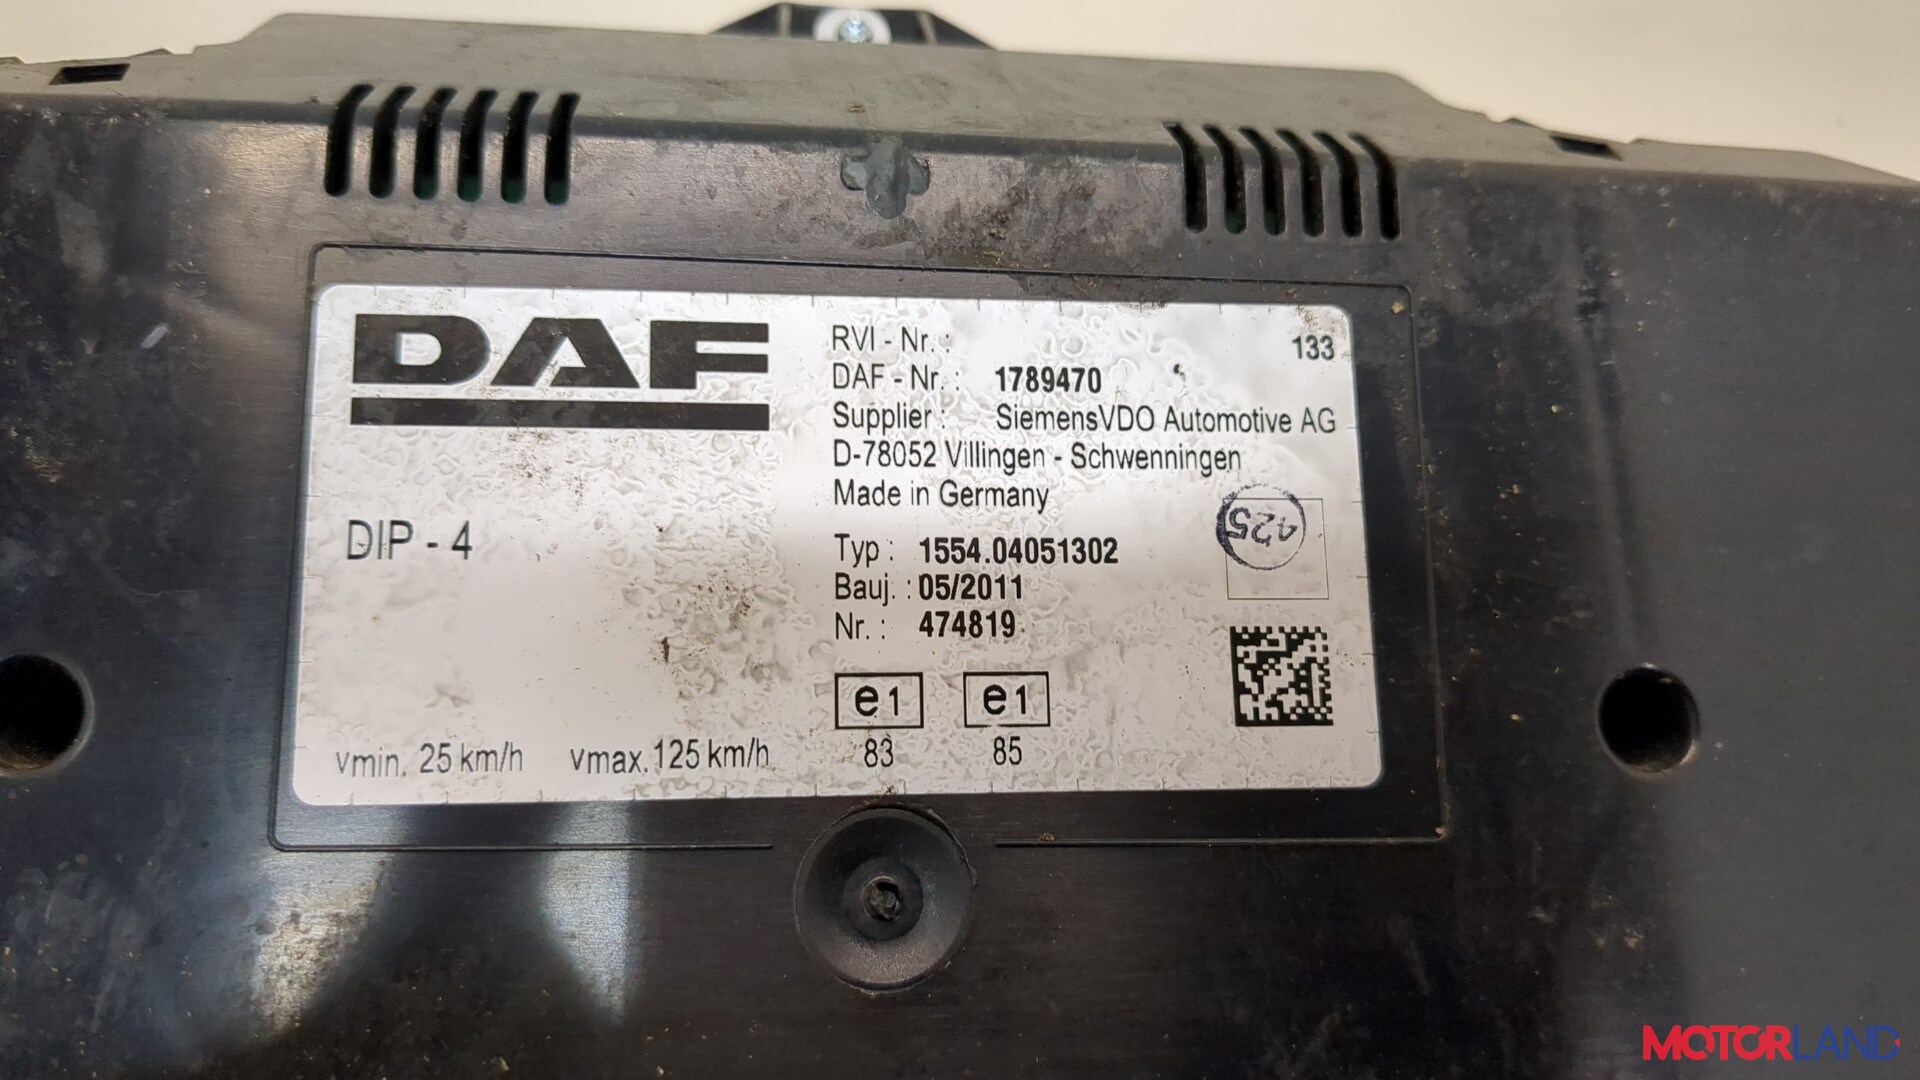 DAF
RVI - Nr. : 133
DAF - Nr. : 1789470
Supplier : SiemensVDO Automotive AG
D-78052 Villingen - Schwenningen
Made in Germany
425
DIP - 4
Typ : 1554.04051302
Bauj. : 05/2011
Nr. : 474819
e1 e1
83 85
vmin. 25 km/h vmax. 125 km/h
MOTORLAND